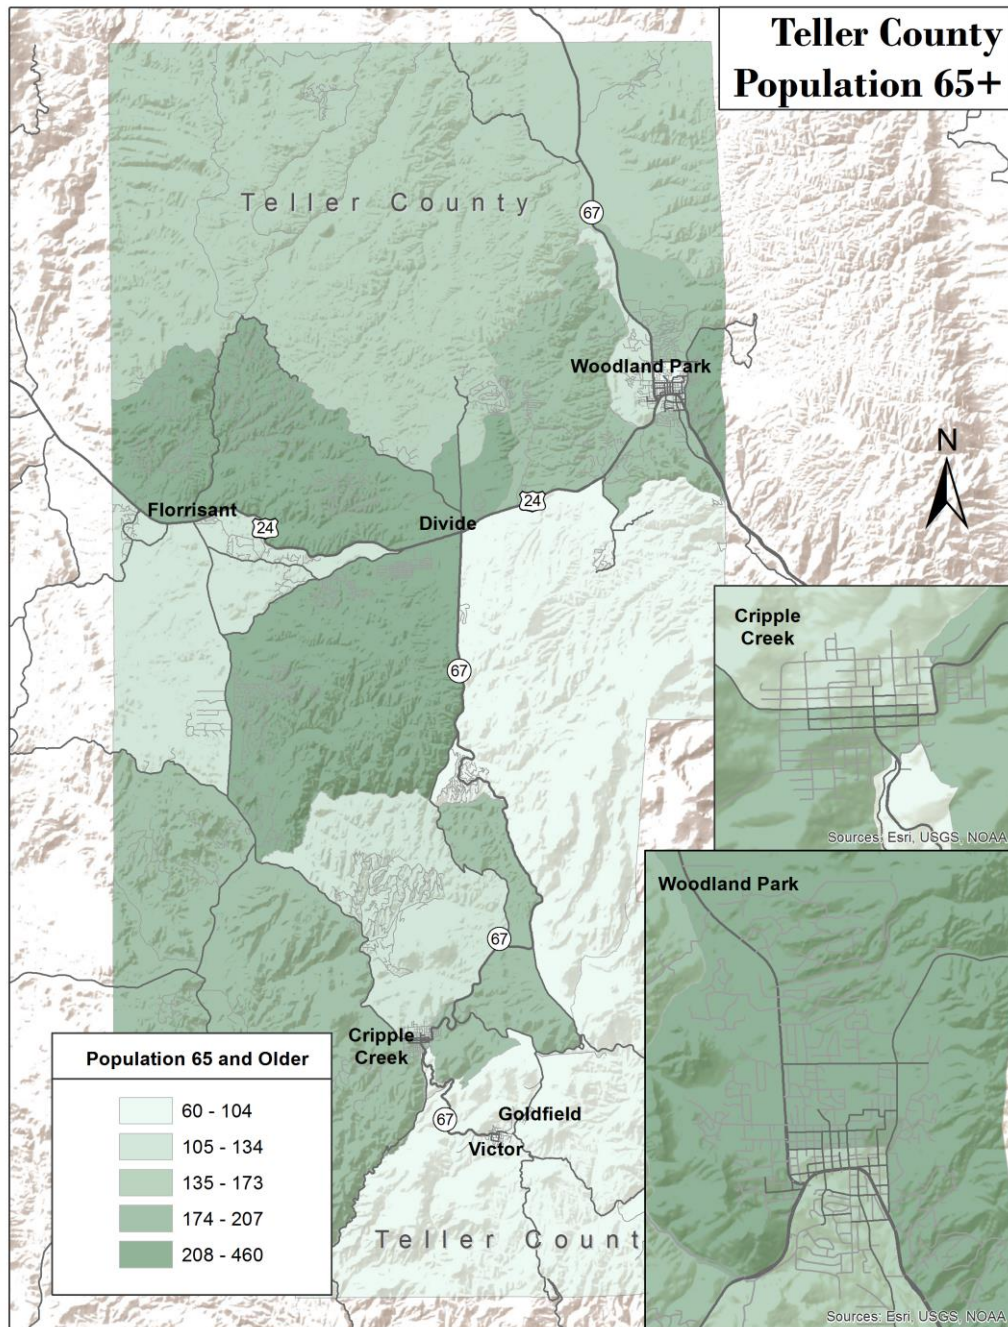 Teller County
Population 65+
Teller County
67
Woodland Park
Florrisant
24
Divide
24
N
67
Cripple
Creek
Sources: Esri, USGS, NOAA
Woodland Park
67
Cripple
Creek
67
Goldfield
Victor
Teller Count
Population 65 and Older
60 - 104
105 - 134
135 - 173
174 - 207
208 - 460
Sources: Esri, USGS, NOAA